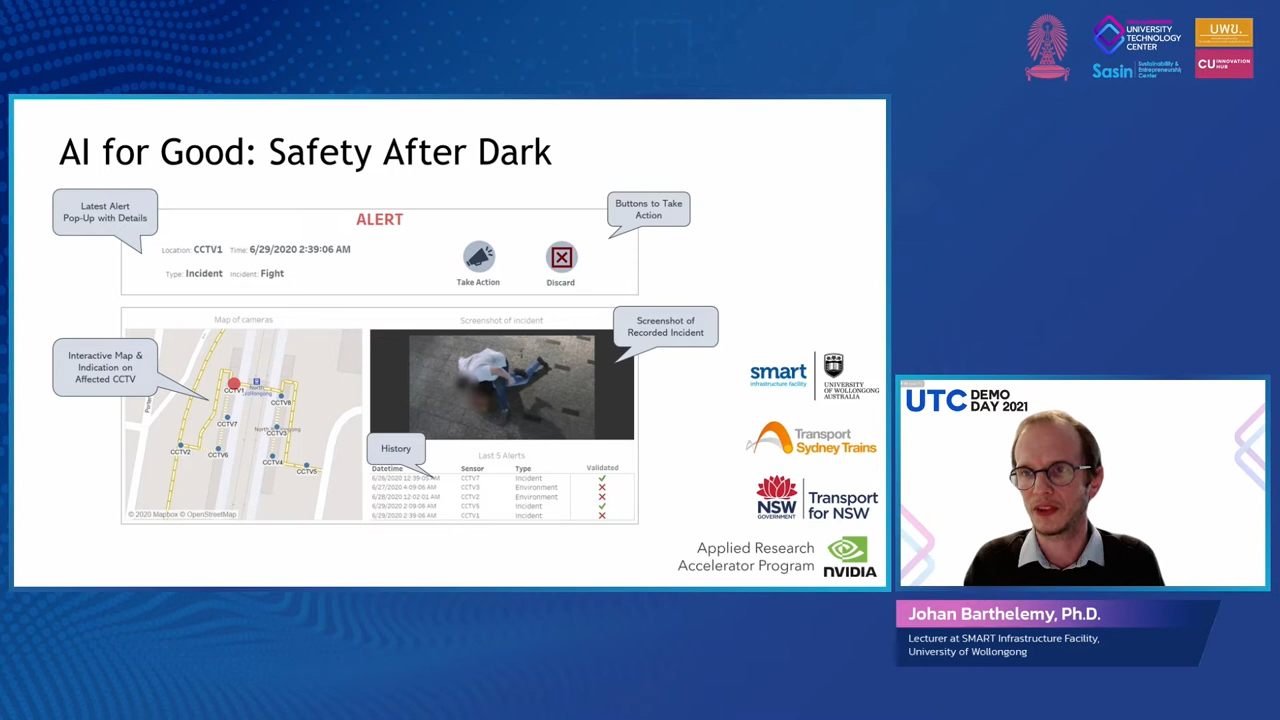 UNIVERSITY
TECHNOLOGY
CENTER
Sasin
Sustainability &
Entrepreneurship
Center
CU INNOVATION
HUB
AI for Good: Safety After Dark
Latest Alert
Pop-Up with Details
Buttons to Take
Action
ALERT
Location: CCTV1 Time: 6/29/2020 2:39:06 AM
Type: Incident Incident: Fight
Take Action
Discard
Map of cameras
Screenshot of incident
Screenshot of
Recorded Incident
Interactive Map &
Indication on
Affected CCTV
CCTV1
North
Wollongong
CCTV8
CCTV7
CCTV3
CCTV2
CCTV6
CCTV4
CCTV5
© 2020 Mapbox © OpenStreetMap
History
Last 5 Alerts
Datetime Sensor Type Validated
6/26/2020 12:39:05 AM CCTV7 Incident
6/27/2020 4:09:06 AM CCTV3 Environment
6/28/2020 12:02:01 AM CCTV2 Environment
6/29/2020 2:09:06 AM CCTV6 Incident
6/29/2020 2:39:06 AM CCTV1 Incident
smart
infrastructure facility
UNIVERSITY
OF WOLLONGONG
AUSTRALIA
Transport
Sydney Trains
NSW
GOVERNMENT
Transport
for NSW
Applied Research
Accelerator Program
NVIDIA
UTC DEMO
DAY 2021
Johan Barthelemy, Ph.D.
Lecturer at SMART Infrastructure Facility,
University of Wollongong